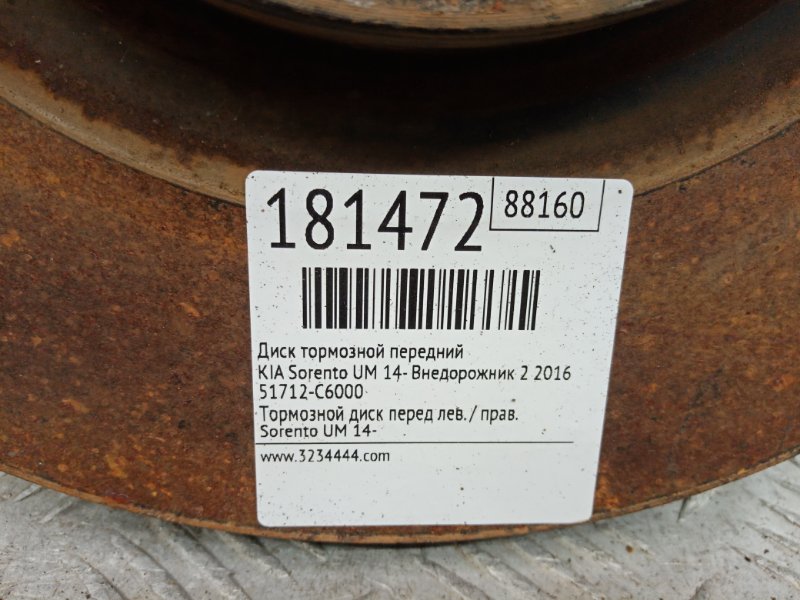 181472
88160
Диск тормозной передний
KIA Sorento UM 14- Внедорожник 2 2016
51712-C6000
Тормозной диск перед лев. / прав.
Sorento UM 14-
www.3234444.com